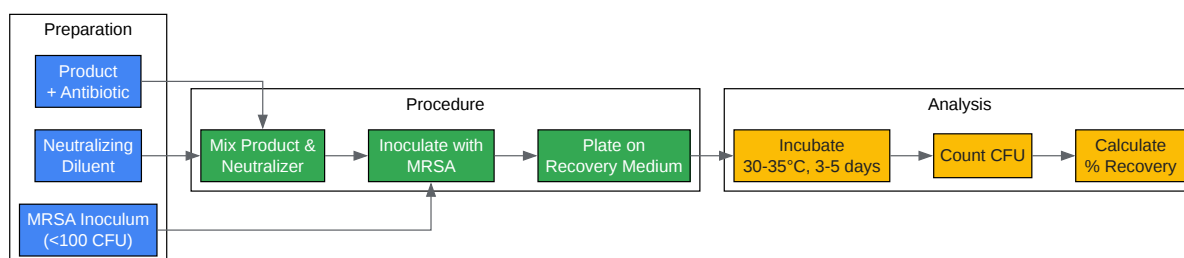 Preparation
Product
+ Antibiotic
Neutralizing
Diluent
MRSA Inoculum
(<100 CFU)
Procedure
Mix Product &
Neutralizer
Inoculate with
MRSA
Plate on
Recovery Medium
Analysis
Incubate
30-35°C, 3-5 days
Count CFU
Calculate
% Recovery